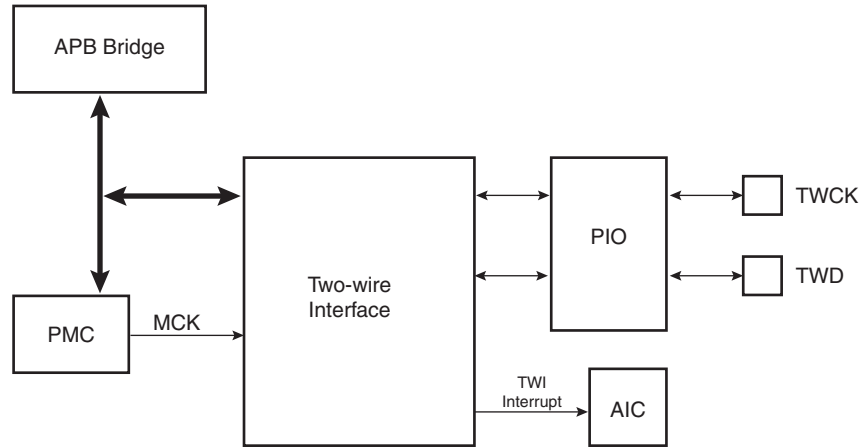 APB Bridge
TWCK
PIO
Two-wire
Interface
TWD
PMC
MCK
TWI
Interrupt
AIC